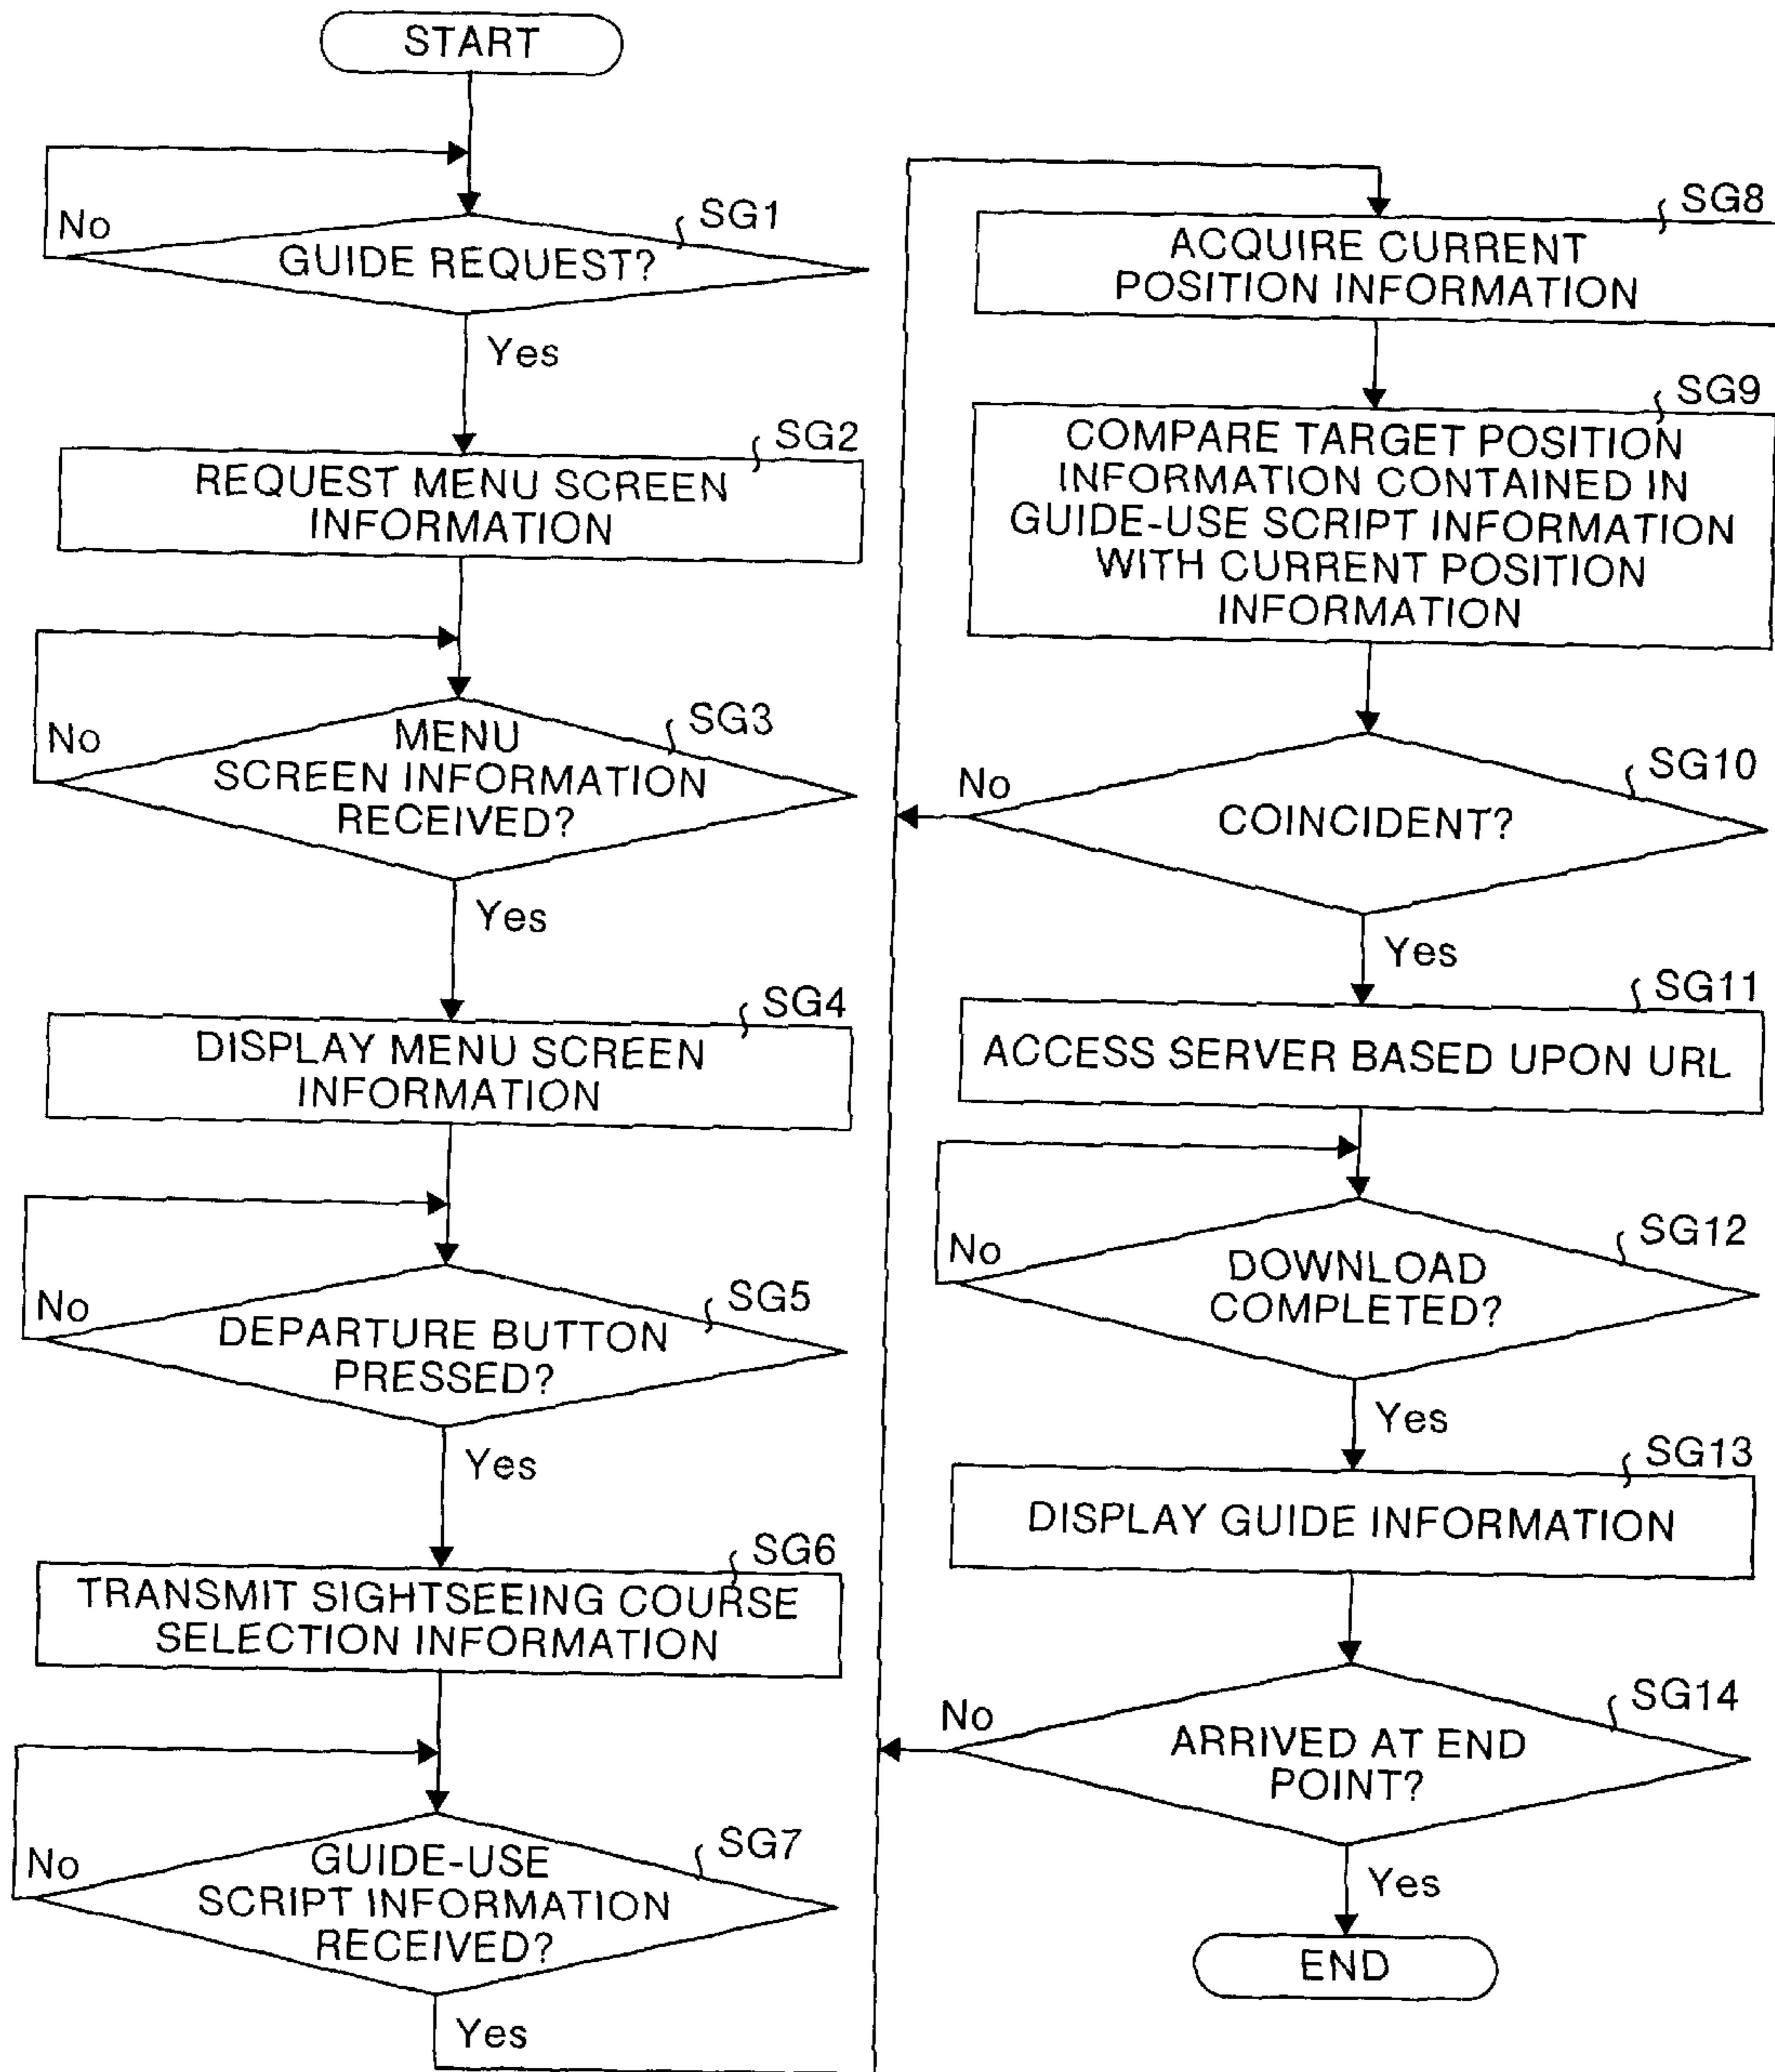 START
No
SG1
GUIDE REQUEST?
Yes
SG2
REQUEST MENU SCREEN
INFORMATION
No
SG3
MENU
SCREEN INFORMATION
RECEIVED?
Yes
SG4
DISPLAY MENU SCREEN
INFORMATION
No
SG5
DEPARTURE BUTTON
PRESSED?
Yes
SG6
TRANSMIT SIGHTSEEING COURSE
SELECTION INFORMATION
No
SG7
GUIDE-USE
SCRIPT INFORMATION
RECEIVED?
Yes
SG8
ACQUIRE CURRENT
POSITION INFORMATION
SG9
COMPARE TARGET POSITION
INFORMATION CONTAINED IN
GUIDE-USE SCRIPT INFORMATION
WITH CURRENT POSITION
INFORMATION
No
SG10
COINCIDENT?
Yes
SG11
ACCESS SERVER BASED UPON URL
No
SG12
DOWNLOAD
COMPLETED?
Yes
SG13
DISPLAY GUIDE INFORMATION
No
SG14
ARRIVED AT END
POINT?
Yes
END